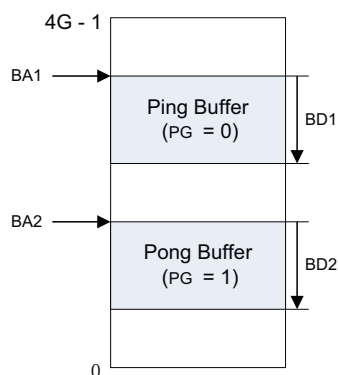 4G - 1
BA1
Ping Buffer
(PG = 0)
BD1
BA2
Pong Buffer
(PG = 1)
BD2
0